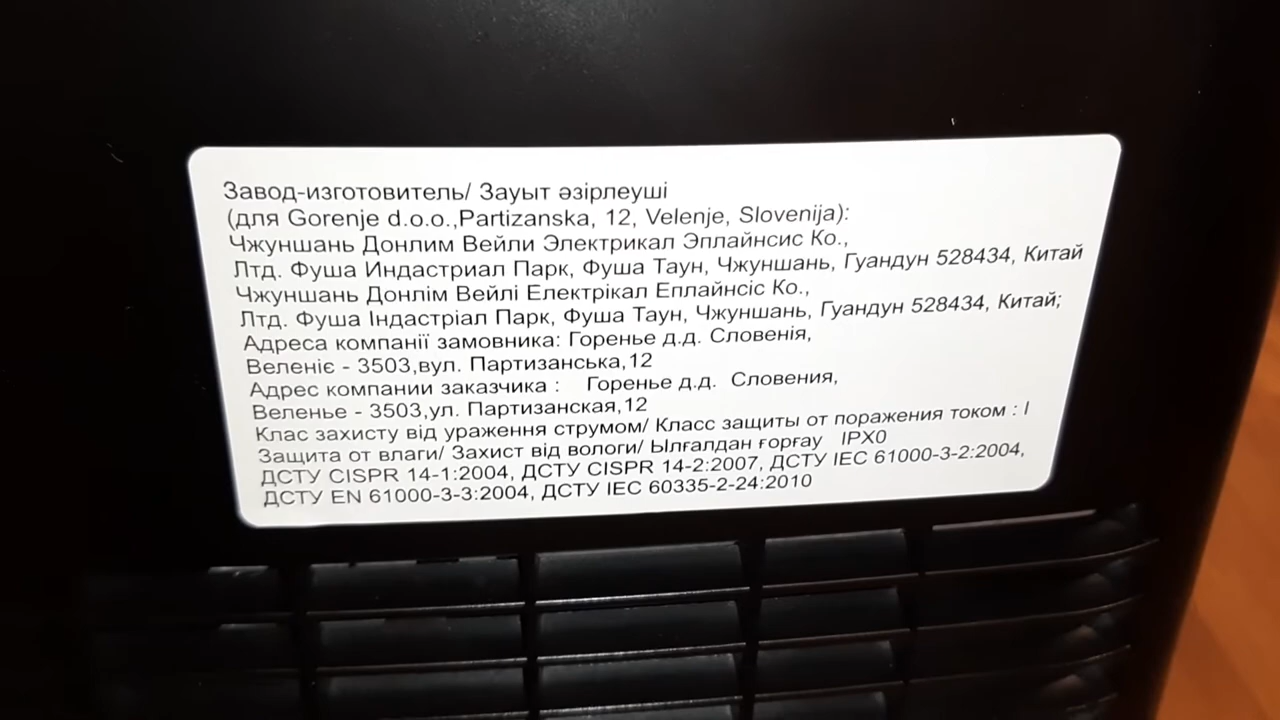 Завод-изготовитель/ Зауыт әзірлеуші
(для Gorenje d.o.o.,Partizanska, 12, Velenje, Slovenija):
Чжуншань Донлим Вейли Электрикал Эплайнсис Ко.,
Лтд. Фуша Индастриал Парк, Фуша Таун, Чжуншань, Гуандун 528434, Китай
Чжуншань Донлім Вейлі Електрікал Еплайнсіс Ко.,
Лтд. Фуша Індастріал Парк, Фуша Таун, Чжуншань, Гуандун 528434, Китай;
Адреса компанії замовника: Горенье д.д. Словенія,
Веленіє - 3503,вул. Партизанська,12
Адрес компании заказчика : Горенье д.д. Словения,
Веленье - 3503,ул. Партизанская,12
Клас захисту від ураження струмом/ Класс защиты от поражения током : I
Защита от влаги/ Захист від вологи/ Ылғалдан ғорғау IPX0
ДСТУ CISPR 14-1:2004, ДСТУ CISPR 14-2:2007, ДСТУ IEC 61000-3-2:2004,
ДСТУ EN 61000-3-3:2004, ДСТУ IEC 60335-2-24:2010